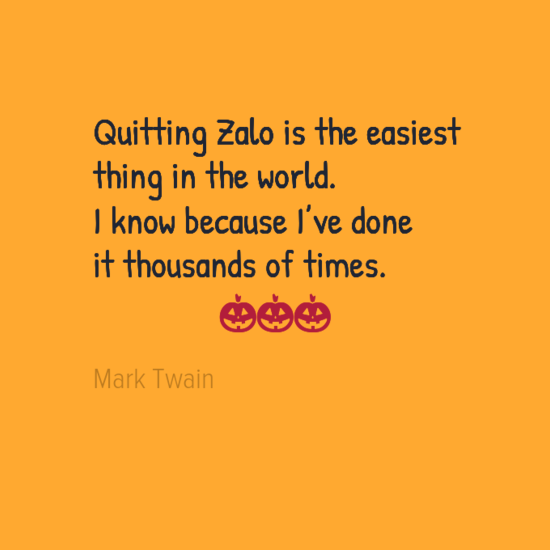 Quitting Zalo is the easiest
thing in the world.
I know because I've done
it thousands of times.
Mark Twain